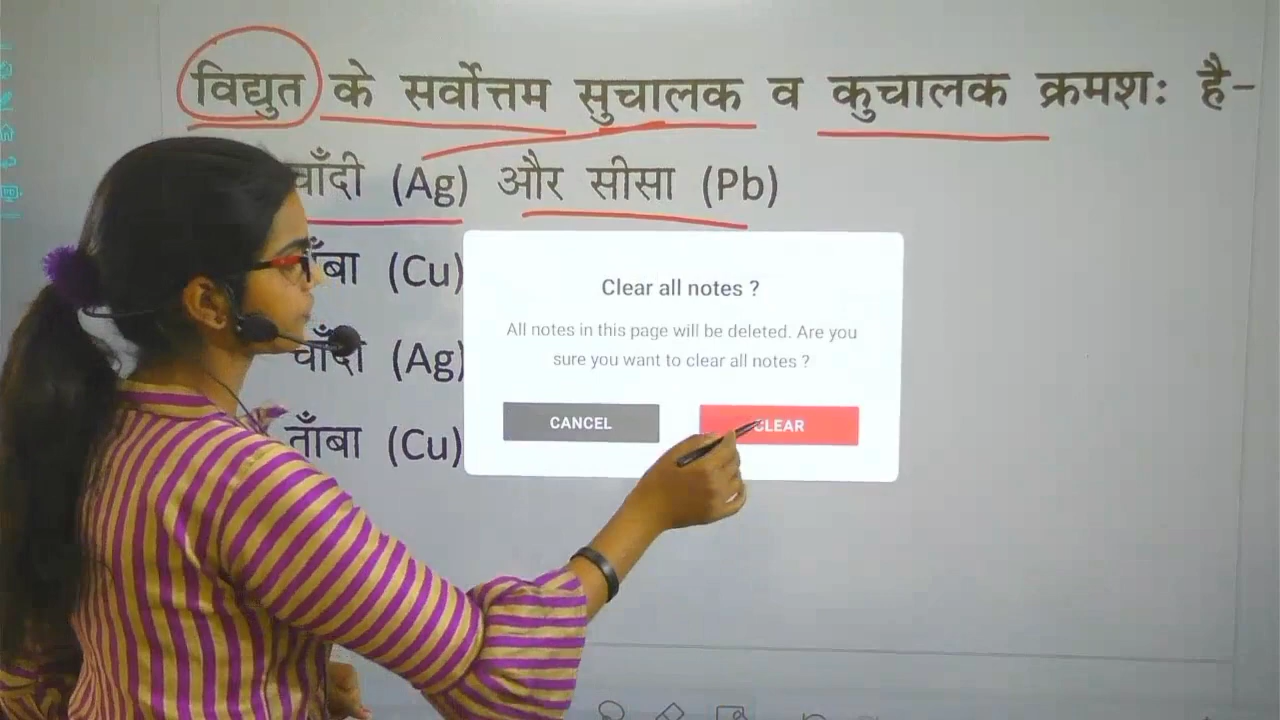 विद्युत के सर्वोत्तम सुचालक व कुचालक क्रमशः है-
चाँदी (Ag) और सीसा (Pb)
ताँबा (Cu)
चाँदी (Ag)
ताँबा (Cu)
Clear all notes ?
All notes in this page will be deleted. Are you
sure you want to clear all notes ?
CANCEL
CLEAR